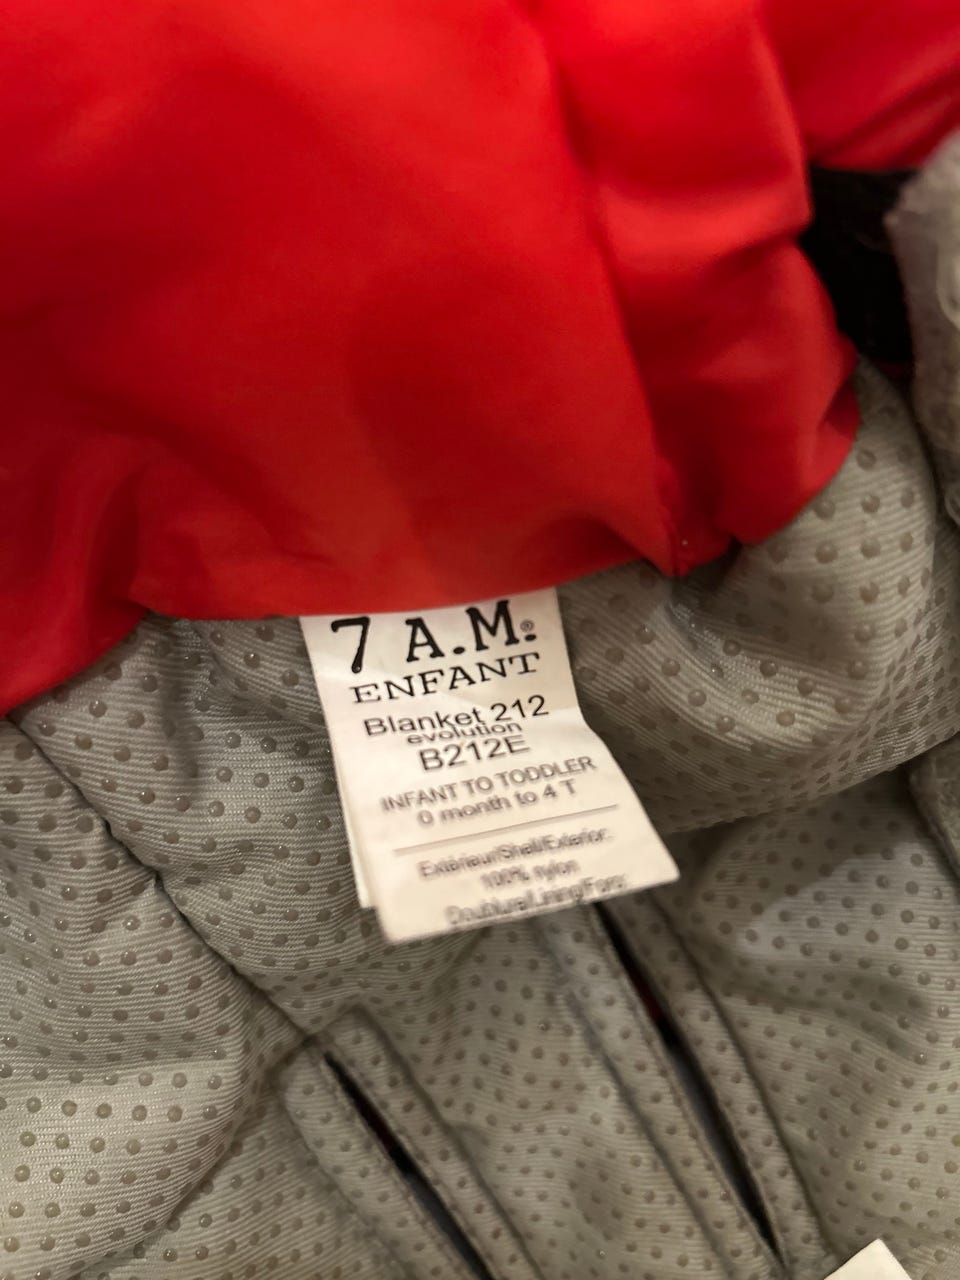 7 A.M.®
ENFANT
Blanket 212
evolution
B212E
INFANT TO TODDLER
0 month to 4 T
Extérieur/Shell/Exterior:
100% nylon
Doublure/Lining/Forro: